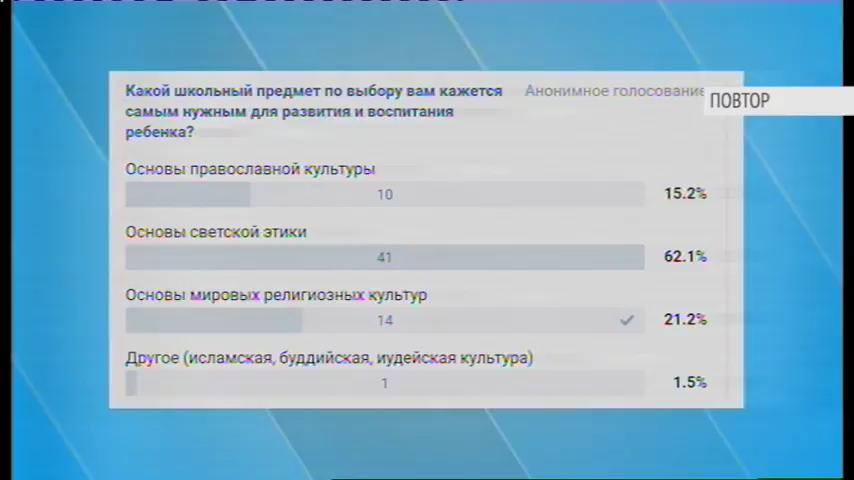 Какой школьный предмет по выбору вам кажется
Анонимное голосование
самым нужным для развития и воспитания
ребенка?
ПОВТОР
Основы православной культуры
10
15.2%
Основы светской этики
41
62.1%
Основы мировых религиозных культур
14
21.2%
Другое (исламская, буддийская, иудейская культура)
1
1.5%